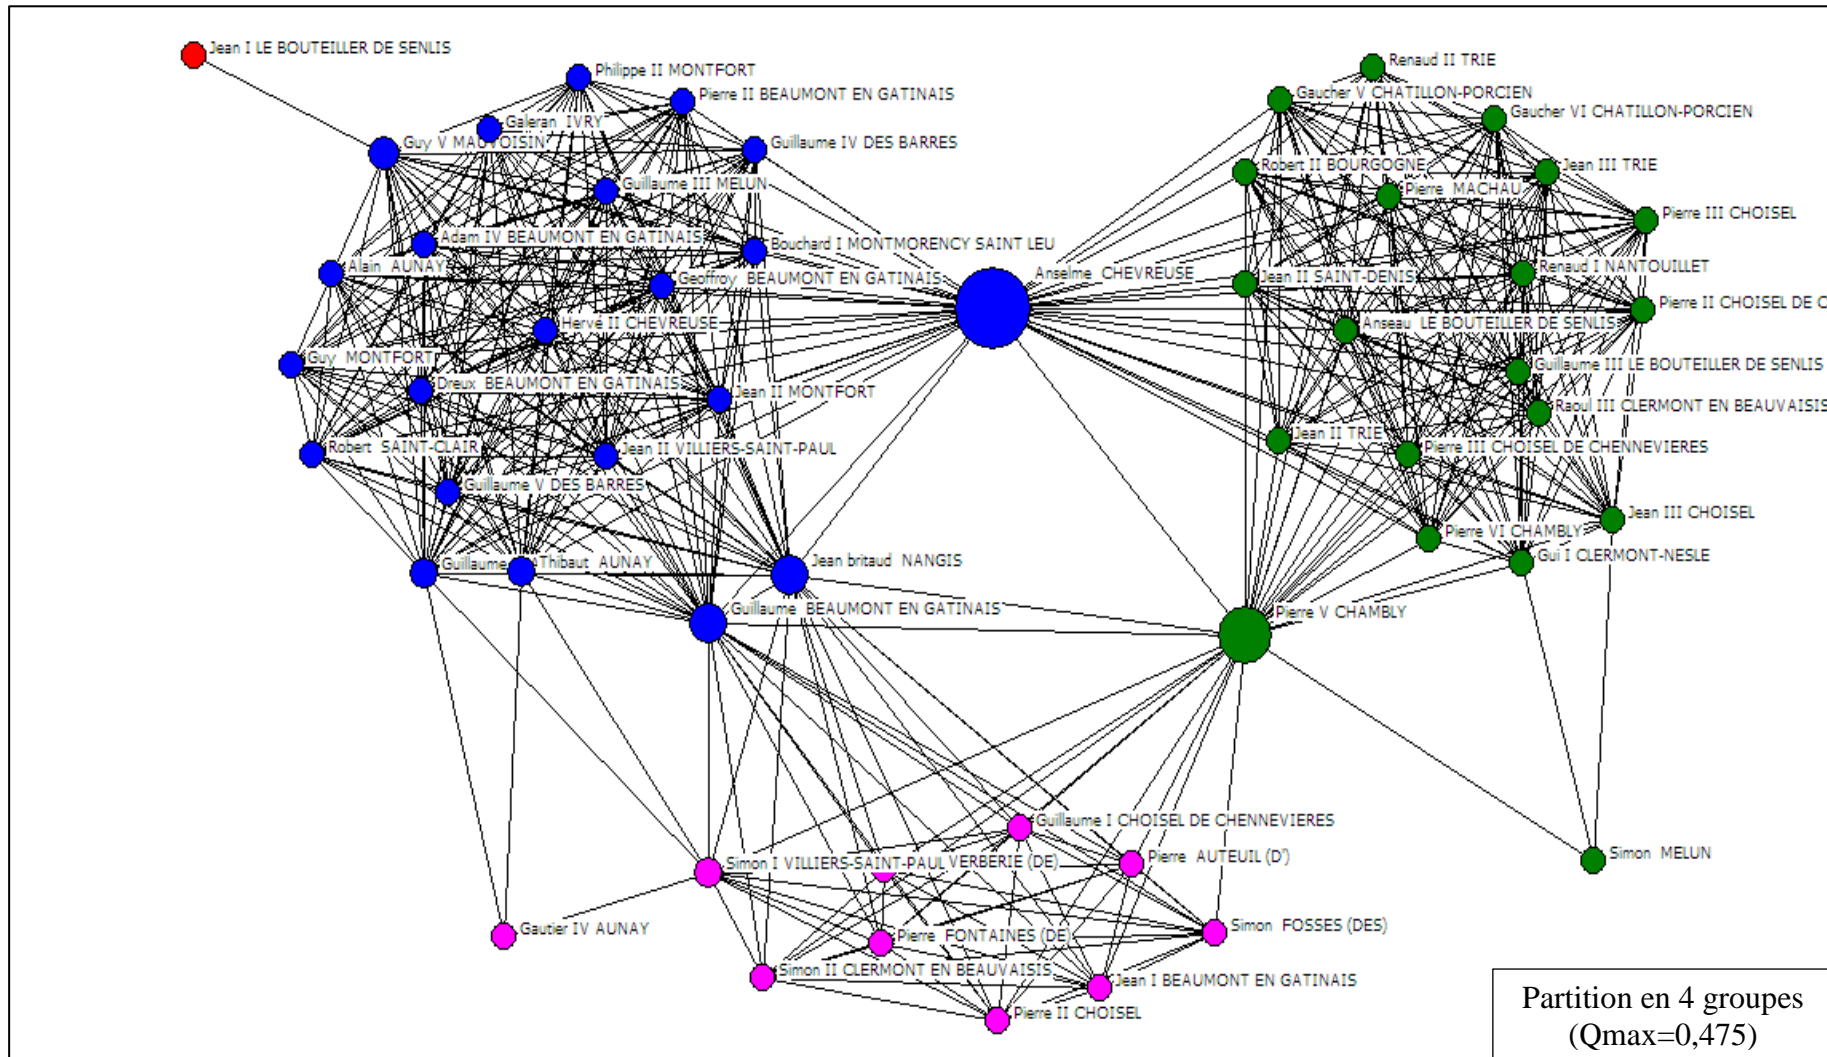 Jean I LE BOUTEILLER DE SENLIS
Philippe II MONTFORT
Pierre II BEAUMONT EN GATINAIS
Galeran IVRY
Guy V MAUVOISIN
Guillaume IV DES BARRES
Guillaume III MELUN
Adam IV BEAUMONT EN GATINAIS
Bouchard I MONTMORENCY SAINT LEU
Alain AUNAY
Geoffroy BEAUMONT EN GATINAIS
Hervé II CHEVREUSE
Guy MONTFORT
Dreux BEAUMONT EN GATINAIS
Jean II MONTFORT
Robert SAINT-CLAIR
Jean II VILLIERS-SAINT-PAUL
Guillaume V DES BARRES
Guillaume
Thibaut AUNAY
Jean britaud NANGIS
Guillaume BEAUMONT EN GATINAIS
Anselme CHEVREUSE
Renaud II TRIE
Gaucher V CHATILLON-PORCIEN
Gaucher VI CHATILLON-PORCIEN
Robert II BOURGOGNE
Jean III TRIE
Pierre MACHAU
Pierre III CHOISEL
Jean II SAINT-DENIS
Renaud I NANTOUILLET
Pierre II CHOISEL DE C
Anseau LE BOUTEILLER DE SENLIS
Guillaume III LE BOUTEILLER DE SENLIS
Raoul III CLERMONT EN BEAUVAISIS
Jean II TRIE
Pierre III CHOISEL DE CHENNEVIERES
Jean III CHOISEL
Pierre VI CHAMBLY
Gui I CLERMONT-NESLE
Pierre V CHAMBLY
Simon MELUN
Guillaume I CHOISEL DE CHENNEVIERES
Simon I VILLIERS-SAINT-PAUL
VERBERIE (DE)
Pierre AUTEUIL (D')
Gautier IV AUNAY
Pierre FONTAINES (DE)
Simon FOSSES (DES)
Simon II CLERMONT EN BEAUVAISIS
Jean I BEAUMONT EN GATINAIS
Pierre II CHOISEL
Partition en 4 groupes
(Qmax=0,475)